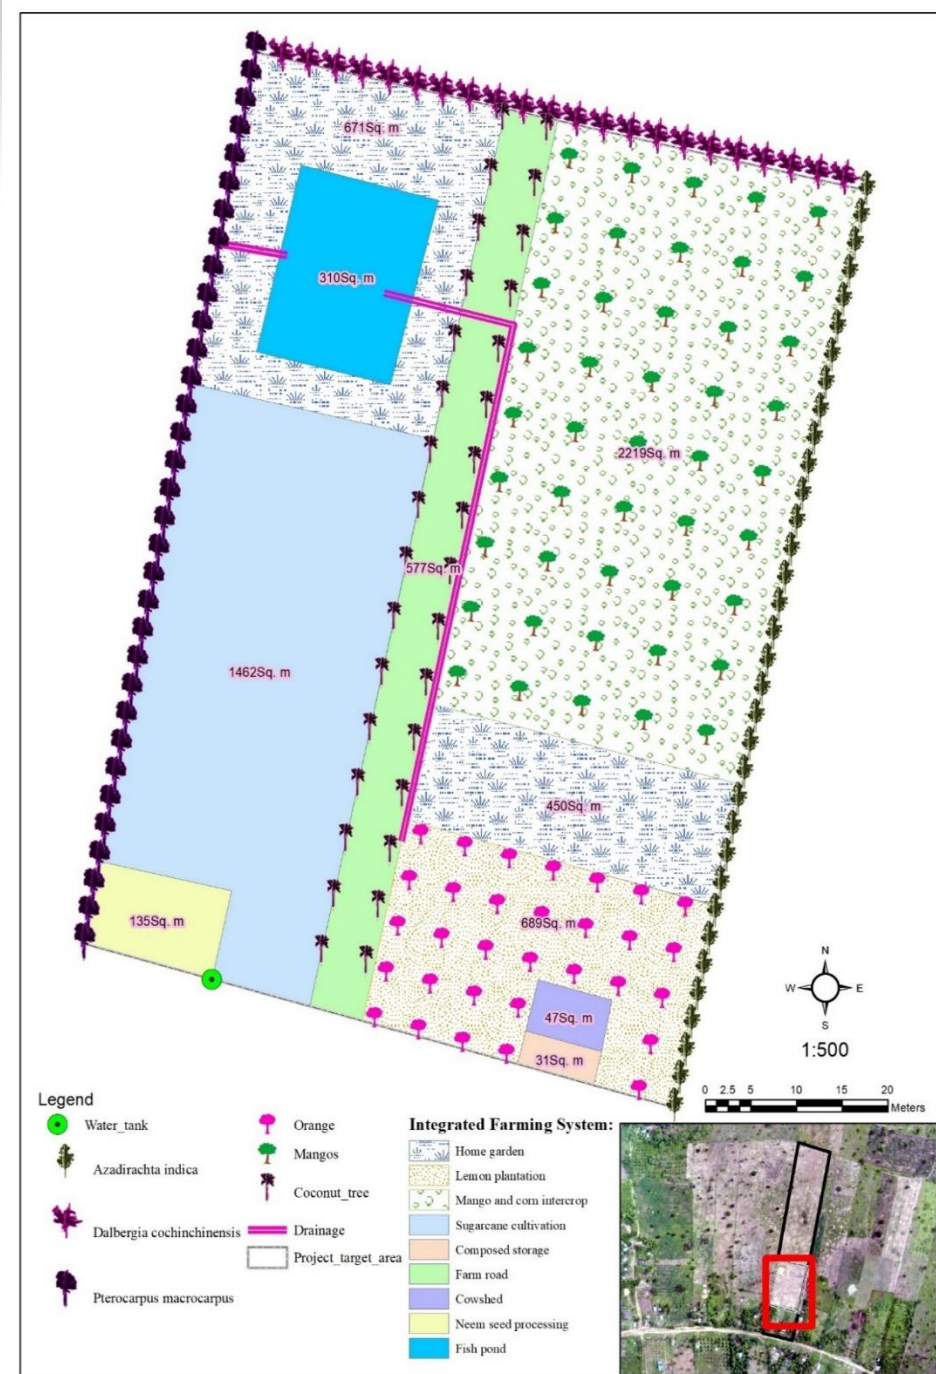 671Sq. m
310Sq. m
2219Sq. m
577Sq. m
1462Sq. m
450Sq. m
135Sq. m
689Sq. m
47Sq. m
31Sq. m
N
W E
S
1:500
0 2.5 5 10 15 20
Meters
Legend
Water_tank
Azadirachta indica
Dalbergia cochinchinensis
Pterocarpus macrocarpus
Orange
Mangos
Coconut_tree
Drainage
Project_target_area
Integrated Farming System:
Home garden
Lemon plantation
Mango and corn intercrop
Sugarcane cultivation
Composed storage
Farm road
Cowshed
Neem seed processing
Fish pond